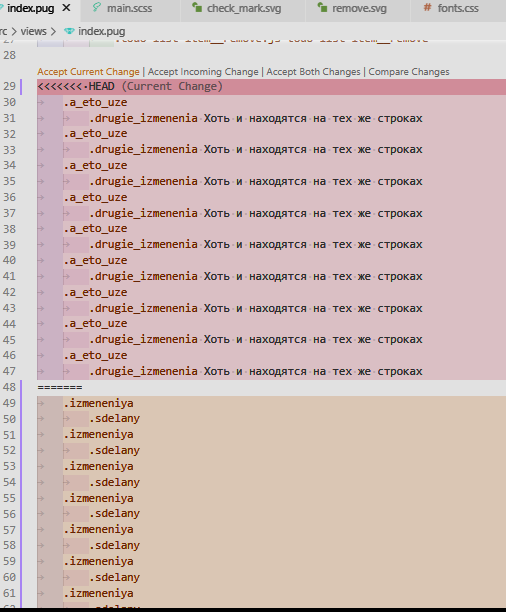 index.pug × main.scss check_mark.svg remove.svg fonts.css
rc > views > index.pug
28
Accept Current Change | Accept Incoming Change | Accept Both Changes | Compare Changes
29 <<<<<<< HEAD (Current Change)
30 .a_eto_uze
31 .drugie_izmenenia Хоть и находятся на тех же строках
32 .a_eto_uze
33 .drugie_izmenenia Хоть и находятся на тех же строках
34 .a_eto_uze
35 .drugie_izmenenia Хоть и находятся на тех же строках
36 .a_eto_uze
37 .drugie_izmenenia Хоть и находятся на тех же строках
38 .a_eto_uze
39 .drugie_izmenenia Хоть и находятся на тех же строках
40 .a_eto_uze
41 .drugie_izmenenia Хоть и находятся на тех же строках
42 .a_eto_uze
43 .drugie_izmenenia Хоть и находятся на тех же строках
44 .a_eto_uze
45 .drugie_izmenenia Хоть и находятся на тех же строках
46 .a_eto_uze
47 .drugie_izmenenia Хоть и находятся на тех же строках
48 =======
49 .izmeneniya
50 .sdelany
51 .izmeneniya
52 .sdelany
53 .izmeneniya
54 .sdelany
55 .izmeneniya
56 .sdelany
57 .izmeneniya
58 .sdelany
59 .izmeneniya
60 .sdelany
61 .izmeneniya